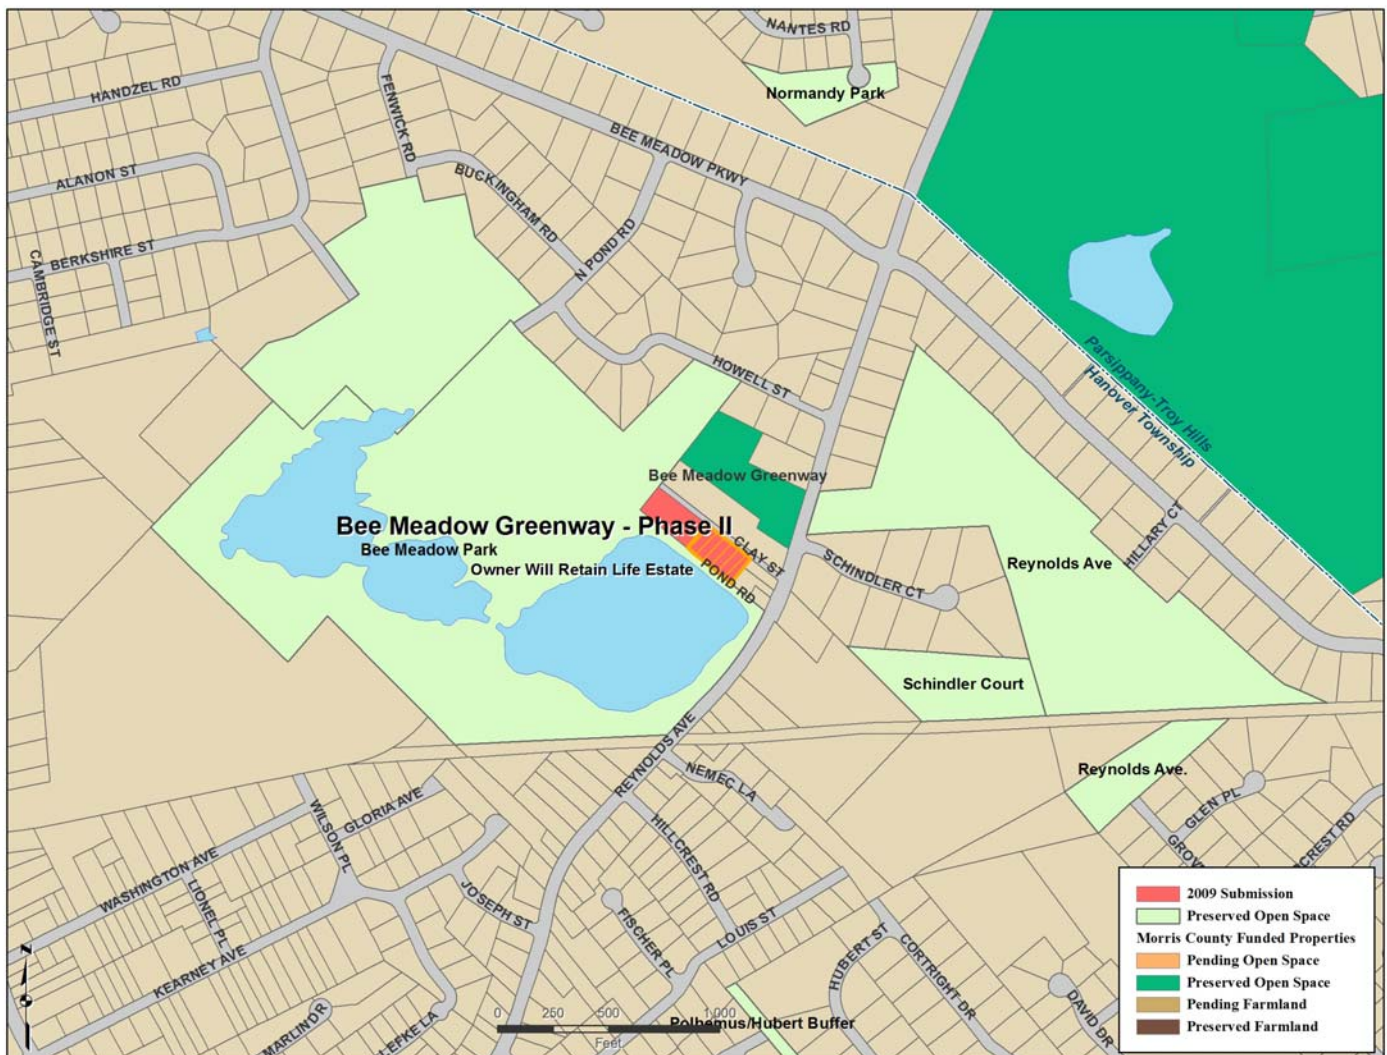 NANTES RD
Normandy Park
HANDZEL RD
FENWICK RD
BEE MEADOW PKWY
ALANON ST
BUCKINGHAM RD
BERKSHIRE ST
N POND RD
CAMBRIDGE ST
HOWELL ST
Parsippany-Troy Hills
Hanover Township
Bee Meadow Greenway
Bee Meadow Greenway - Phase II
Bee Meadow Park
Owner Will Retain Life Estate
CLAY ST
POND RD
SCHINDLER CT
Reynolds Ave
HILLARY CT
Schindler Court
REYNOLDS AVE
NEMEC LA
Reynolds Ave.
GLEN PL
WILSON PL
GLORIA AVE
HILLCREST RD
WASHINGTON AVE
LIONEL PL
JOSEPH ST
FISCHER PL
LOUIS ST
HUBERT ST
CORTRIGHT DR
DAVID DR
KEARNEY AVE
MARLIN DR
LEFKE LA
Polhemus/Hubert Buffer
N
0 250 500 1,000
Feet
2009 Submission
Preserved Open Space
Morris County Funded Properties
Pending Open Space
Preserved Open Space
Pending Farmland
Preserved Farmland